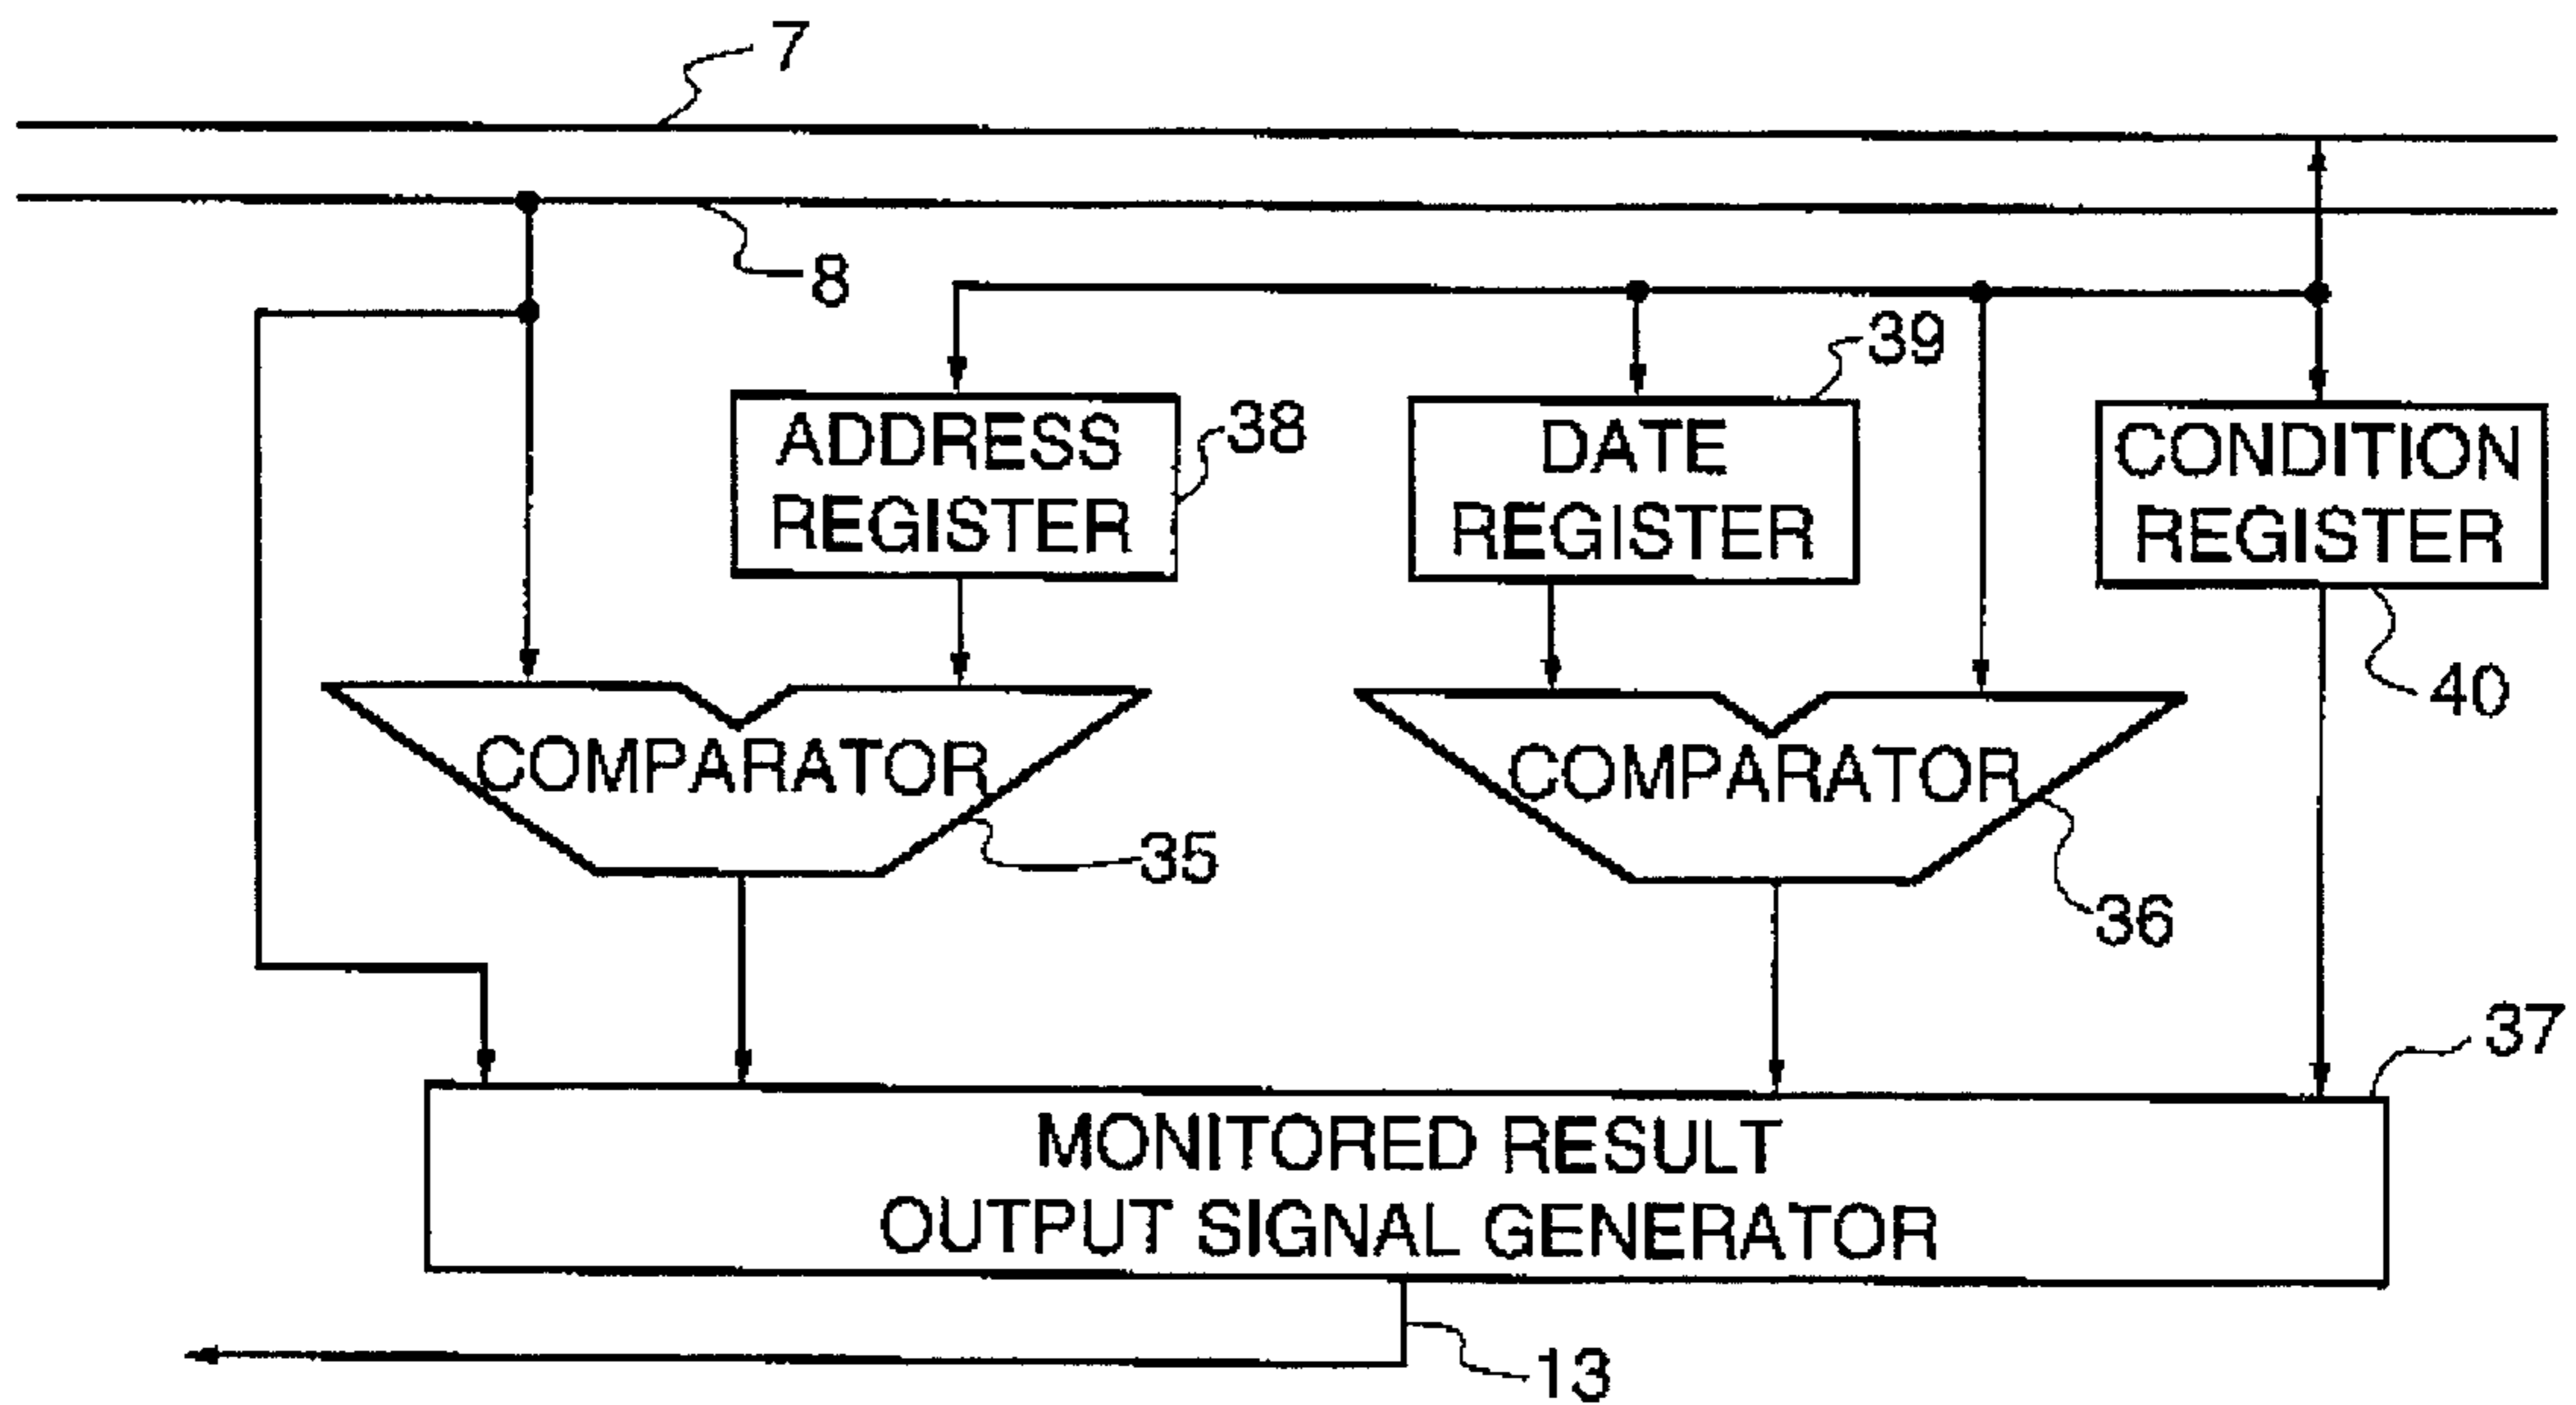 7
8
39
ADDRESS
REGISTER
38
DATE
REGISTER
CONDITION
REGISTER
40
COMPARATOR
35
COMPARATOR
36
37
MONITORED RESULT
OUTPUT SIGNAL GENERATOR
13